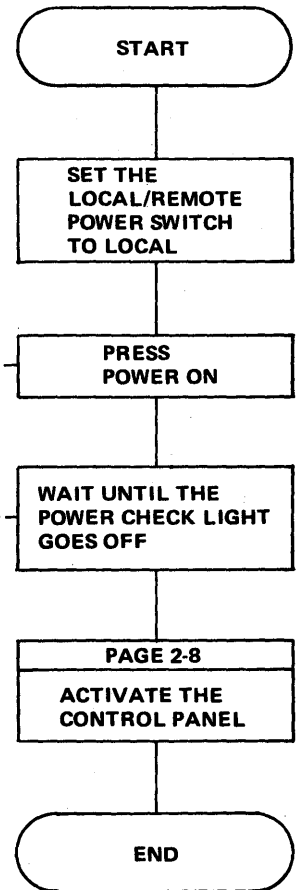 START
SET THE
LOCAL/REMOTE
POWER SWITCH
TO LOCAL
PRESS
POWER ON
WAIT UNTIL THE
POWER CHECK LIGHT
GOES OFF
PAGE 2-8
ACTIVATE THE
CONTROL PANEL
END